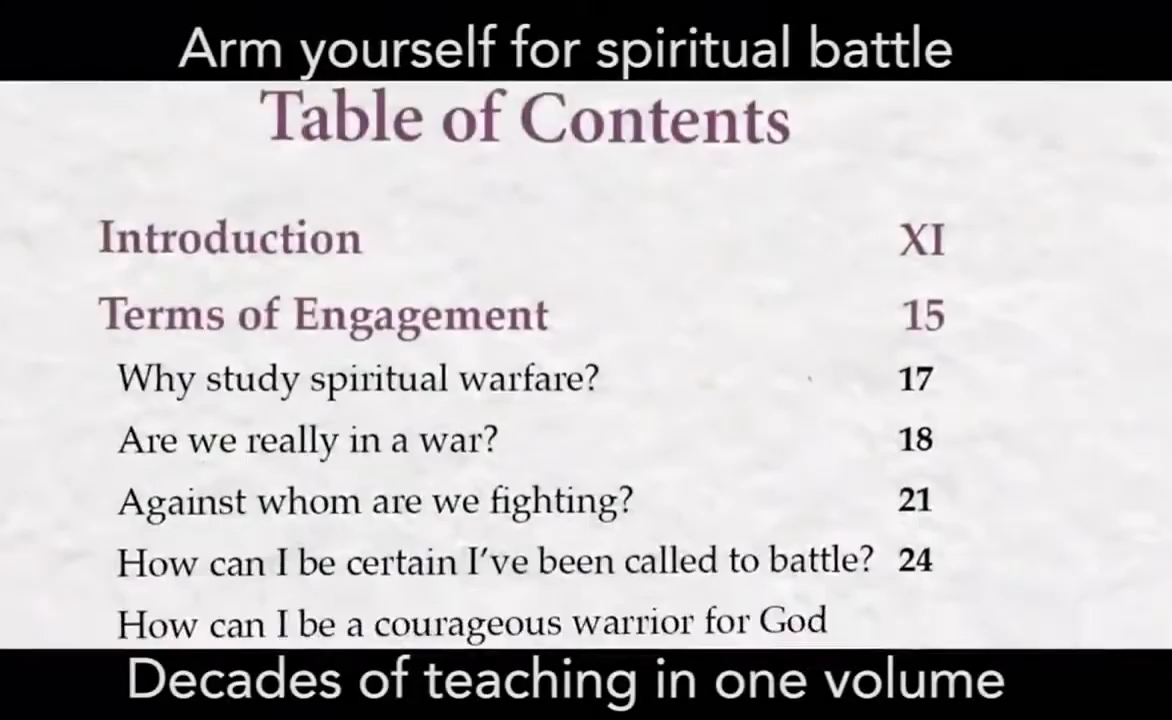 Arm yourself for spiritual battle
Table of Contents
Introduction XI
Terms of Engagement 15
Why study spiritual warfare? 17
Are we really in a war? 18
Against whom are we fighting? 21
How can I be certain I've been called to battle? 24
How can I be a courageous warrior for God
Decades of teaching in one volume